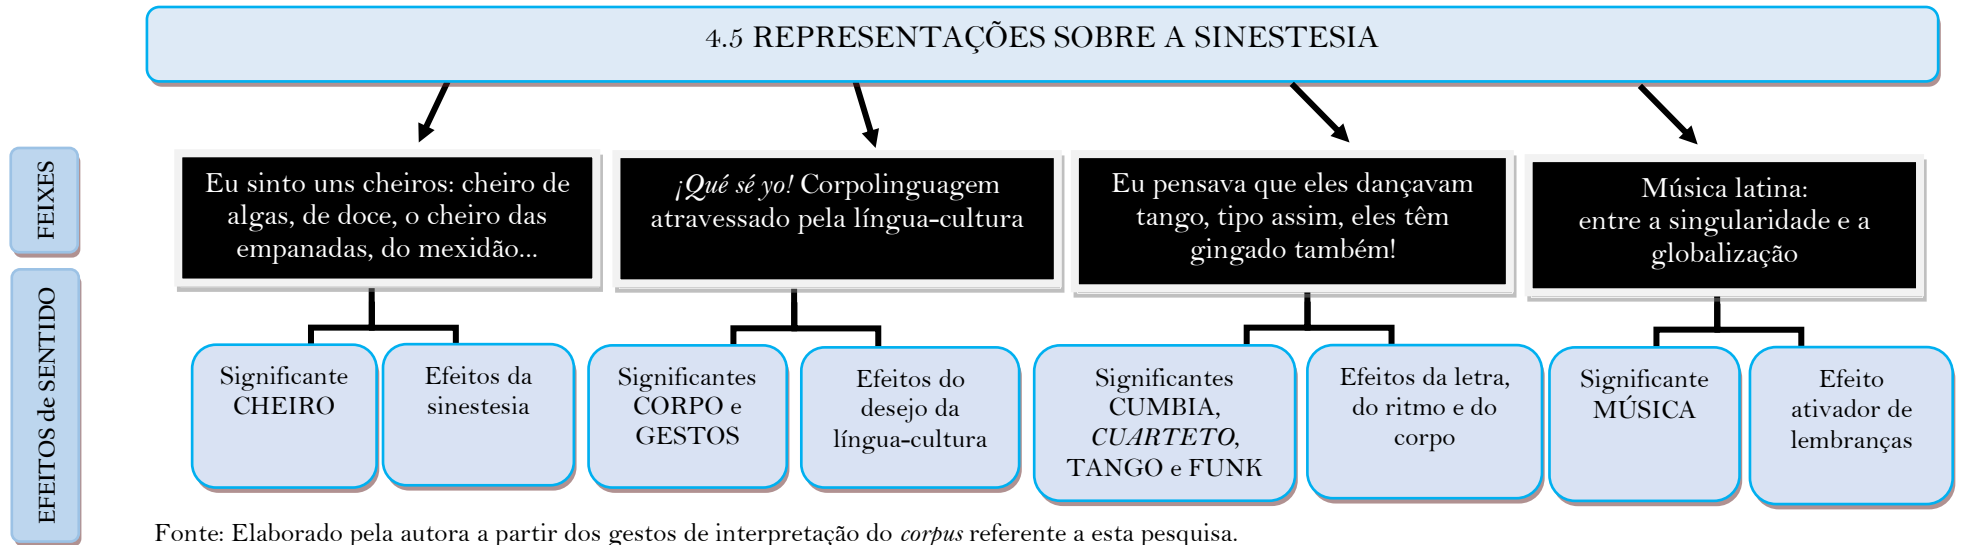 4.5 REPRESENTAÇÕES SOBRE A SINESTESIA
FEIXES
Eu sinto uns cheiros: cheiro de
algas, de doce, o cheiro das
empanadas, do mexidão...
¡Qué sé yo! Corpolinguagem
atravessado pela língua-cultura
Eu pensava que eles dançavam
tango, tipo assim, eles têm
gingado também!
Música latina:
entre a singularidade e a
globalização
EFEITOS de SENTIDO
Significante
CHEIRO
Efeitos da
sinestesia
Significantes
CORPO e
GESTOS
Efeitos do
desejo da
língua-cultura
Significantes
CUMBIA,
CUARTETO,
TANGO e FUNK
Efeitos da letra,
do ritmo e do
corpo
Significante
MÚSICA
Efeito
ativador de
lembranças
Fonte: Elaborado pela autora a partir dos gestos de interpretação do corpus referente a esta pesquisa.